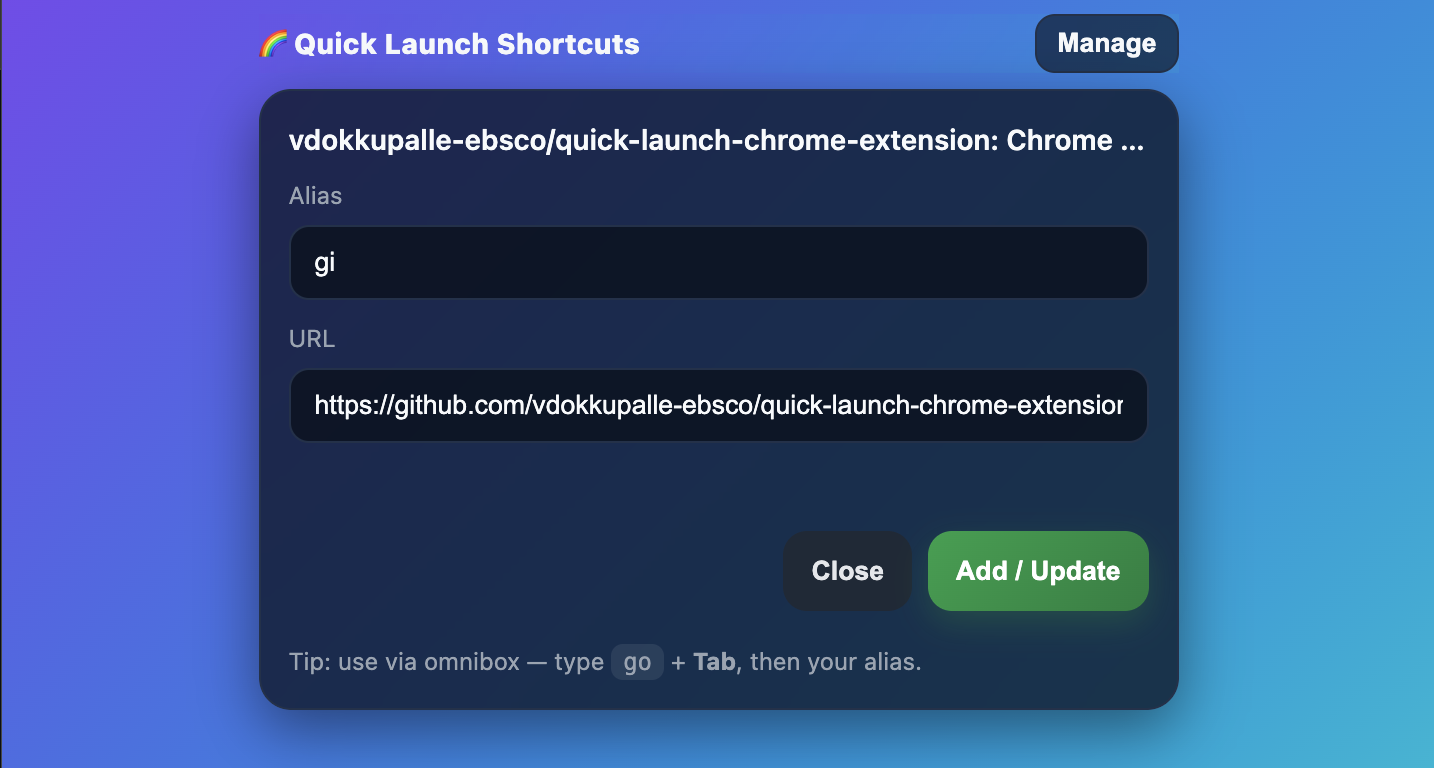 🌈 Quick Launch Shortcuts
Manage
vdokkupalle-ebsco/quick-launch-chrome-extension: Chrome ...
Alias
gi
URL
https://github.com/vdokkupalle-ebsco/quick-launch-chrome-extension
Close
Add / Update
Tip: use via omnibox — type go + Tab, then your alias.